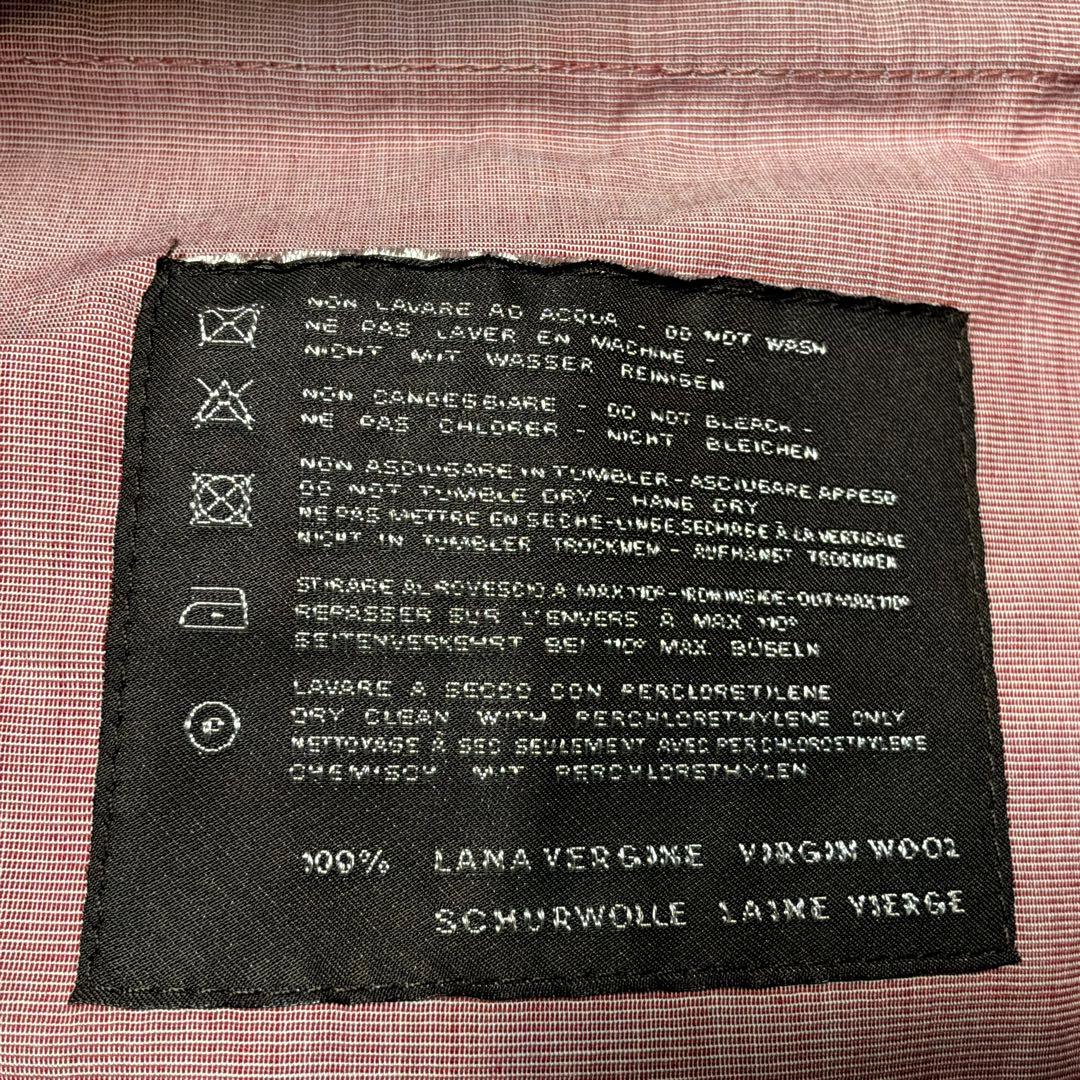 NON LAVARE AD ACQUA - DO NOT WASH
NE PAS LAVER EN MACHINE -
NICHT MIT WASSER REINIGEN
NON CANDEGGIARE - DO NOT BLEACH -
NE PAS CHLORER - NICHT BLEICHEN
NON ASCIUGARE IN TUMBLER - ASCIUGARE APPESO
DO NOT TUMBLE DRY - HANG DRY
NE PAS METTRE EN SECHE-LINGE, SECHAGE À LA VERTICALE
NICHT IN TUMBLER TROCKNEN - AUFHÄNGT TROCKNEN
STIRARE AL ROVESCIO A MAX 110° - IRON INSIDE-OUT MAX 110°
REPASSER SUR L'ENVERS À MAX 110°
SEITENVERKEHRT BEI 110° MAX. BÜGELN
LAVARE A SECCO CON PERCLORETILENE
P DRY CLEAN WITH PERCHLORETHYLENE ONLY
NETTOYAGE À SEC SEULEMENT AVEC PERCHLOROETHYLENE
CHEMISCH MIT PERCHLORETHYLEN
100% LANA VERGINE VIRGIN WOOL
SCHURWOLLE LAINE VIERGE